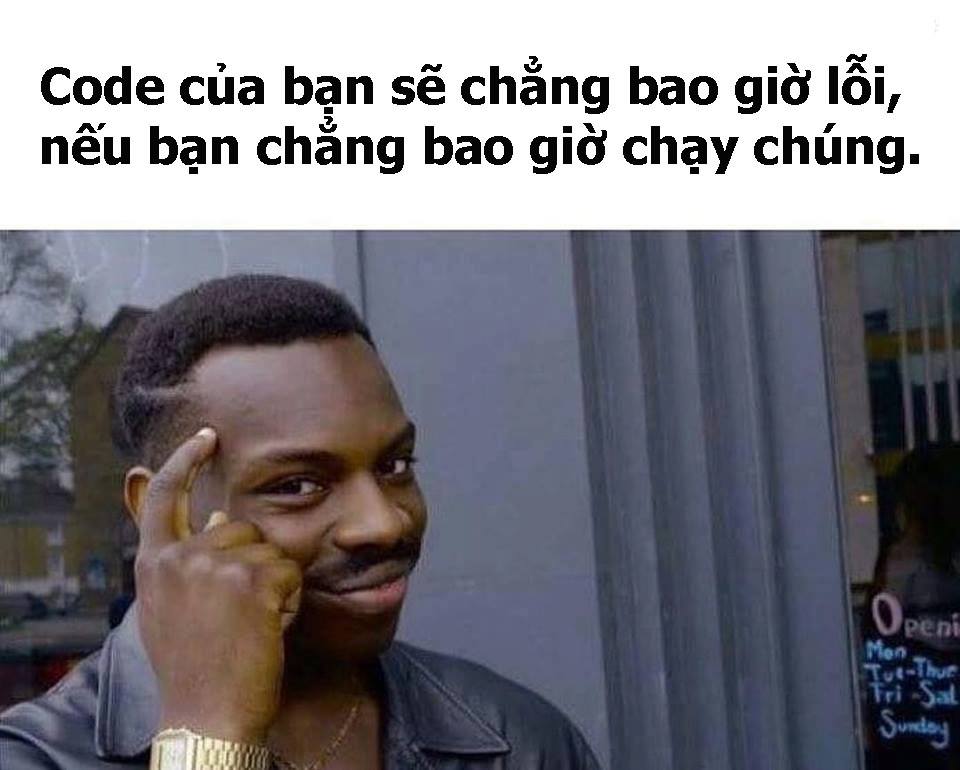 Code của bạn sẽ chẳng bao giờ lỗi,
nếu bạn chẳng bao giờ chạy chúng.
Openi
Mon
Tue-Thur
Fri-Sat
Sunday